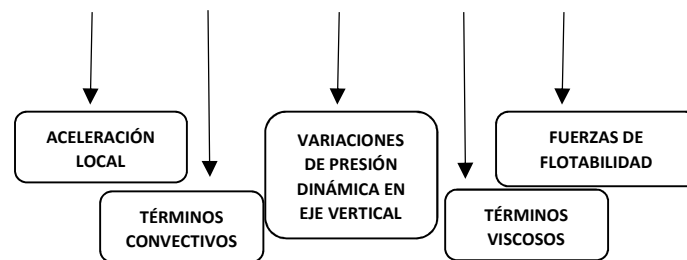 ACELERACIÓN
LOCAL
TÉRMINOS
CONVECTIVOS
VARIACIONES
DE PRESIÓN
DINÁMICA EN
EJE VERTICAL
TÉRMINOS
VISCOSOS
FUERZAS DE
FLOTABILIDAD